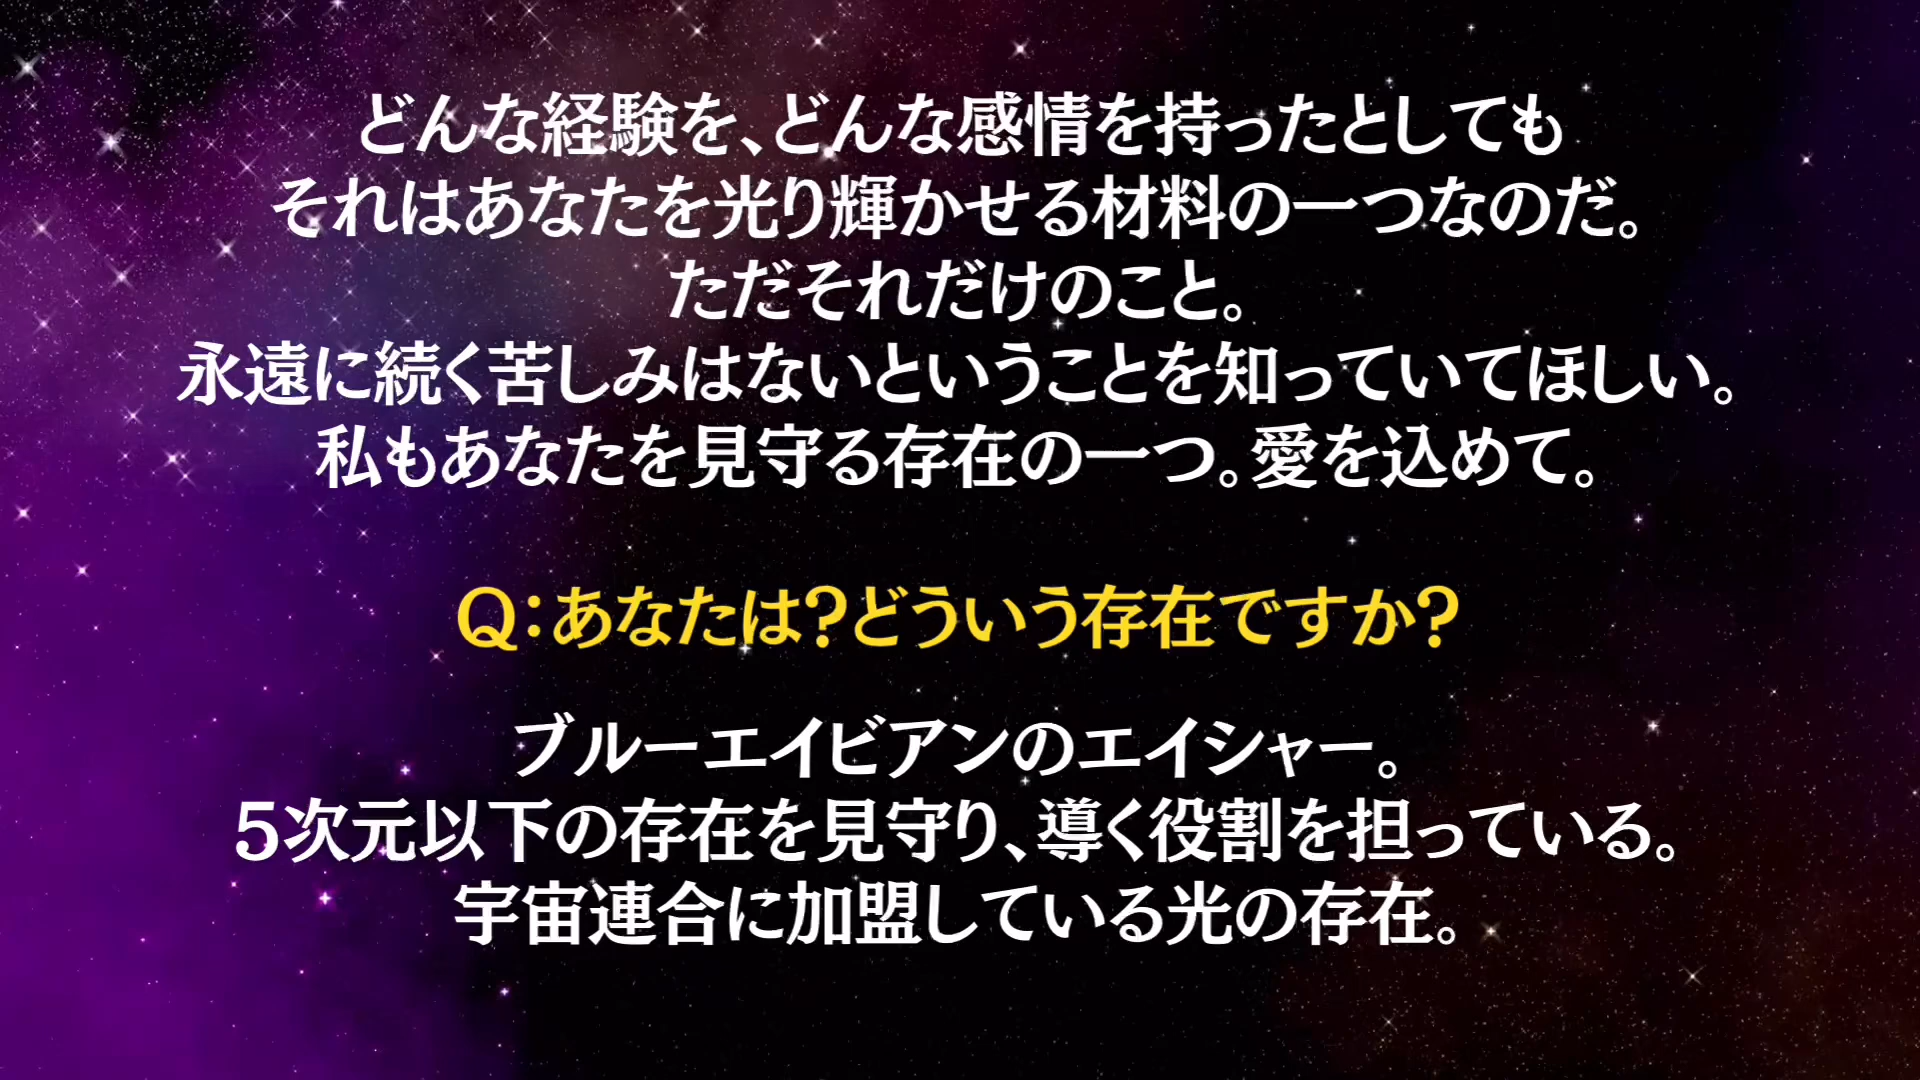 どんな経験を、どんな感情を持ったとしても
それはあなたを光り輝かせる材料の一つなのだ。
ただそれだけのこと。
永遠に続く苦しみはないということを知っていてほしい。
私もあなたを見守る存在の一つ。愛を込めて。
Q：あなたは？どういう存在ですか？
ブルーエイビアンのエイシャー。
5次元以下の存在を見守り、導く役割を担っている。
宇宙連合に加盟している光の存在。